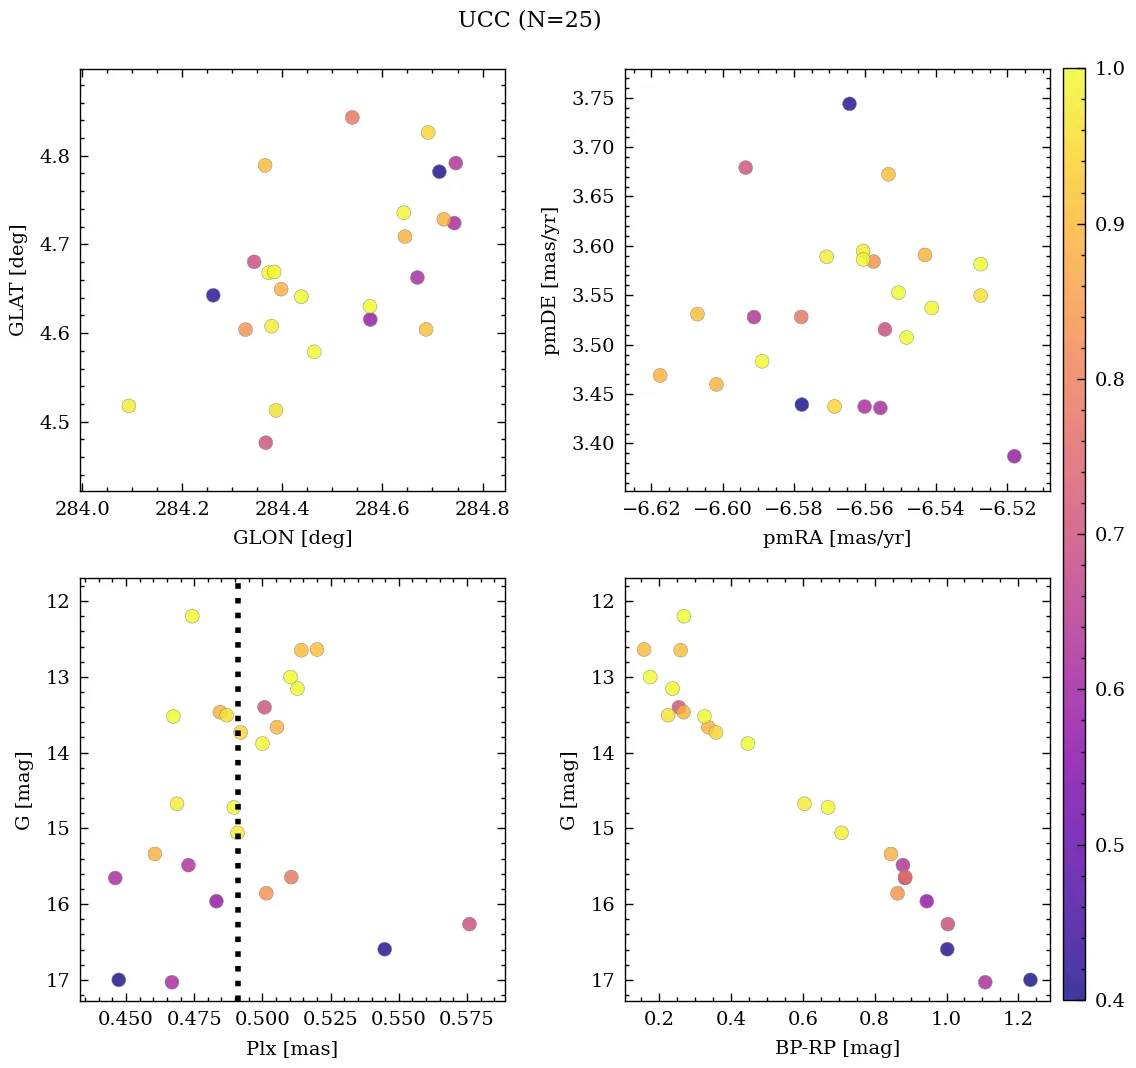 UCC (N=25)
4.8
4.7
4.6
4.5
GLAT [deg]
284.0 284.2 284.4 284.6 284.8
GLON [deg]
3.75
3.70
3.65
3.60
3.55
3.50
3.45
3.40
pmDE [mas/yr]
−6.62 −6.60 −6.58 −6.56 −6.54 −6.52
pmRA [mas/yr]
12
13
14
15
16
17
G [mag]
0.450 0.475 0.500 0.525 0.550 0.575
Plx [mas]
12
13
14
15
16
17
G [mag]
0.2 0.4 0.6 0.8 1.0 1.2
BP-RP [mag]
1.0
0.9
0.8
0.7
0.6
0.5
0.4